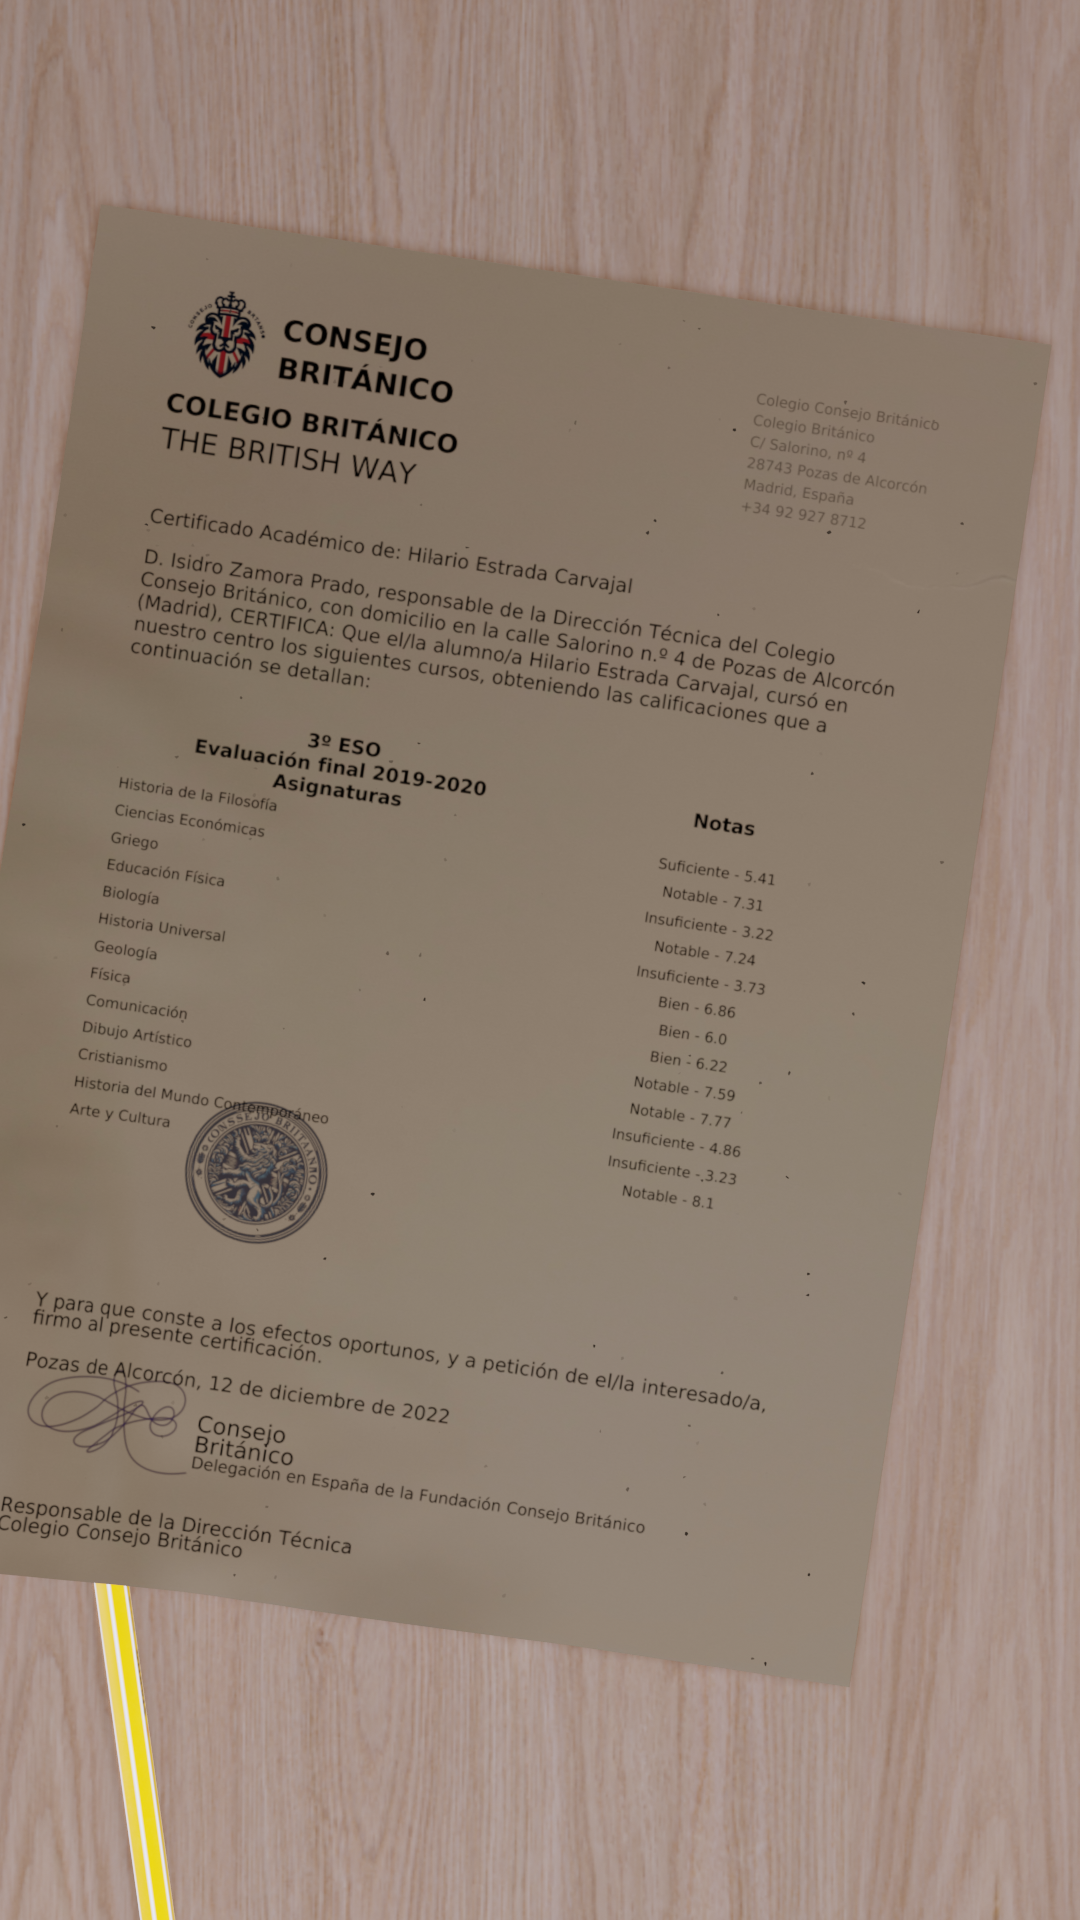 CONSEJO
BRITÁNICO
COLEGIO BRITÁNICO
THE BRITISH WAY
Colegio Consejo Británico
Colegio Británico
C/ Salorino, nº 4
28743 Pozas de Alcorcón
Madrid, España
+34 92 927 8712
Certificado Académico de: Hilario Estrada Carvajal
D. Isidro Zamora Prado, responsable de la Dirección Técnica del Colegio
Consejo Británico, con domicilio en la calle Salorino n.º 4 de Pozas de Alcorcón
(Madrid), CERTIFICA: Que el/la alumno/a Hilario Estrada Carvajal, cursó en
nuestro centro los siguientes cursos, obteniendo las calificaciones que a
continuación se detallan:
3º ESO
Evaluación final 2019-2020
Asignaturas
Notas
Historia de la Filosofía Suficiente - 5.41
Ciencias Económicas Notable - 7.31
Griego Insuficiente - 3.22
Educación Física Notable - 7.24
Biología Insuficiente - 3.73
Historia Universal Bien - 6.86
Geología Bien - 6.0
Física Bien - 6.22
Comunicación Notable - 7.59
Dibujo Artístico Notable - 7.77
Cristianismo Insuficiente - 4.86
Historia del Mundo Contemporáneo Insuficiente - 3.23
Arte y Cultura Notable - 8.1
Y para que conste a los efectos oportunos, y a petición de el/la interesado/a,
firmo al presente certificación.
Pozas de Alcorcón, 12 de diciembre de 2022
Consejo
Británico
Delegación en España de la Fundación Consejo Británico
Responsable de la Dirección Técnica
Colegio Consejo Británico